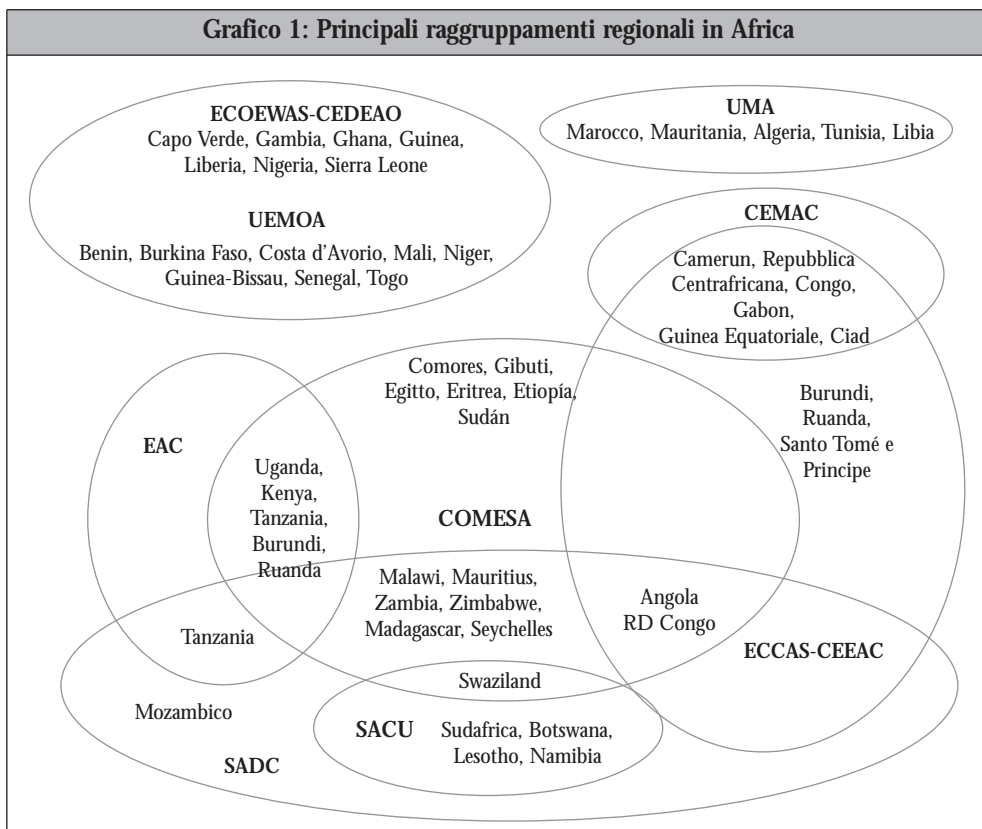 Grafico 1: Principali raggruppamenti regionali in Africa
ECOEWAS-CEDEAO
Capo Verde, Gambia, Ghana, Guinea,
Liberia, Nigeria, Sierra Leone
UEMOA
Benin, Burkina Faso, Costa d'Avorio, Mali, Niger,
Guinea-Bissau, Senegal, Togo
UMA
Marocco, Mauritania, Algeria, Tunisia, Libia
CEMAC
Camerun, Repubblica
Centrafricana, Congo,
Gabon,
Guinea Equatoriale, Ciad
Comores, Gibuti,
Egitto, Eritrea, Etiopía,
Sudán
Burundi,
Ruanda,
Santo Tomé e
Principe
EAC
Uganda,
Kenya,
Tanzania,
Burundi,
Ruanda
COMESA
Malawi, Mauritius,
Zambia, Zimbabwe,
Madagascar, Seychelles
Angola
RD Congo
Tanzania
ECCAS-CEEAC
Swaziland
Mozambico
SACU Sudafrica, Botswana,
Lesotho, Namibia
SADC